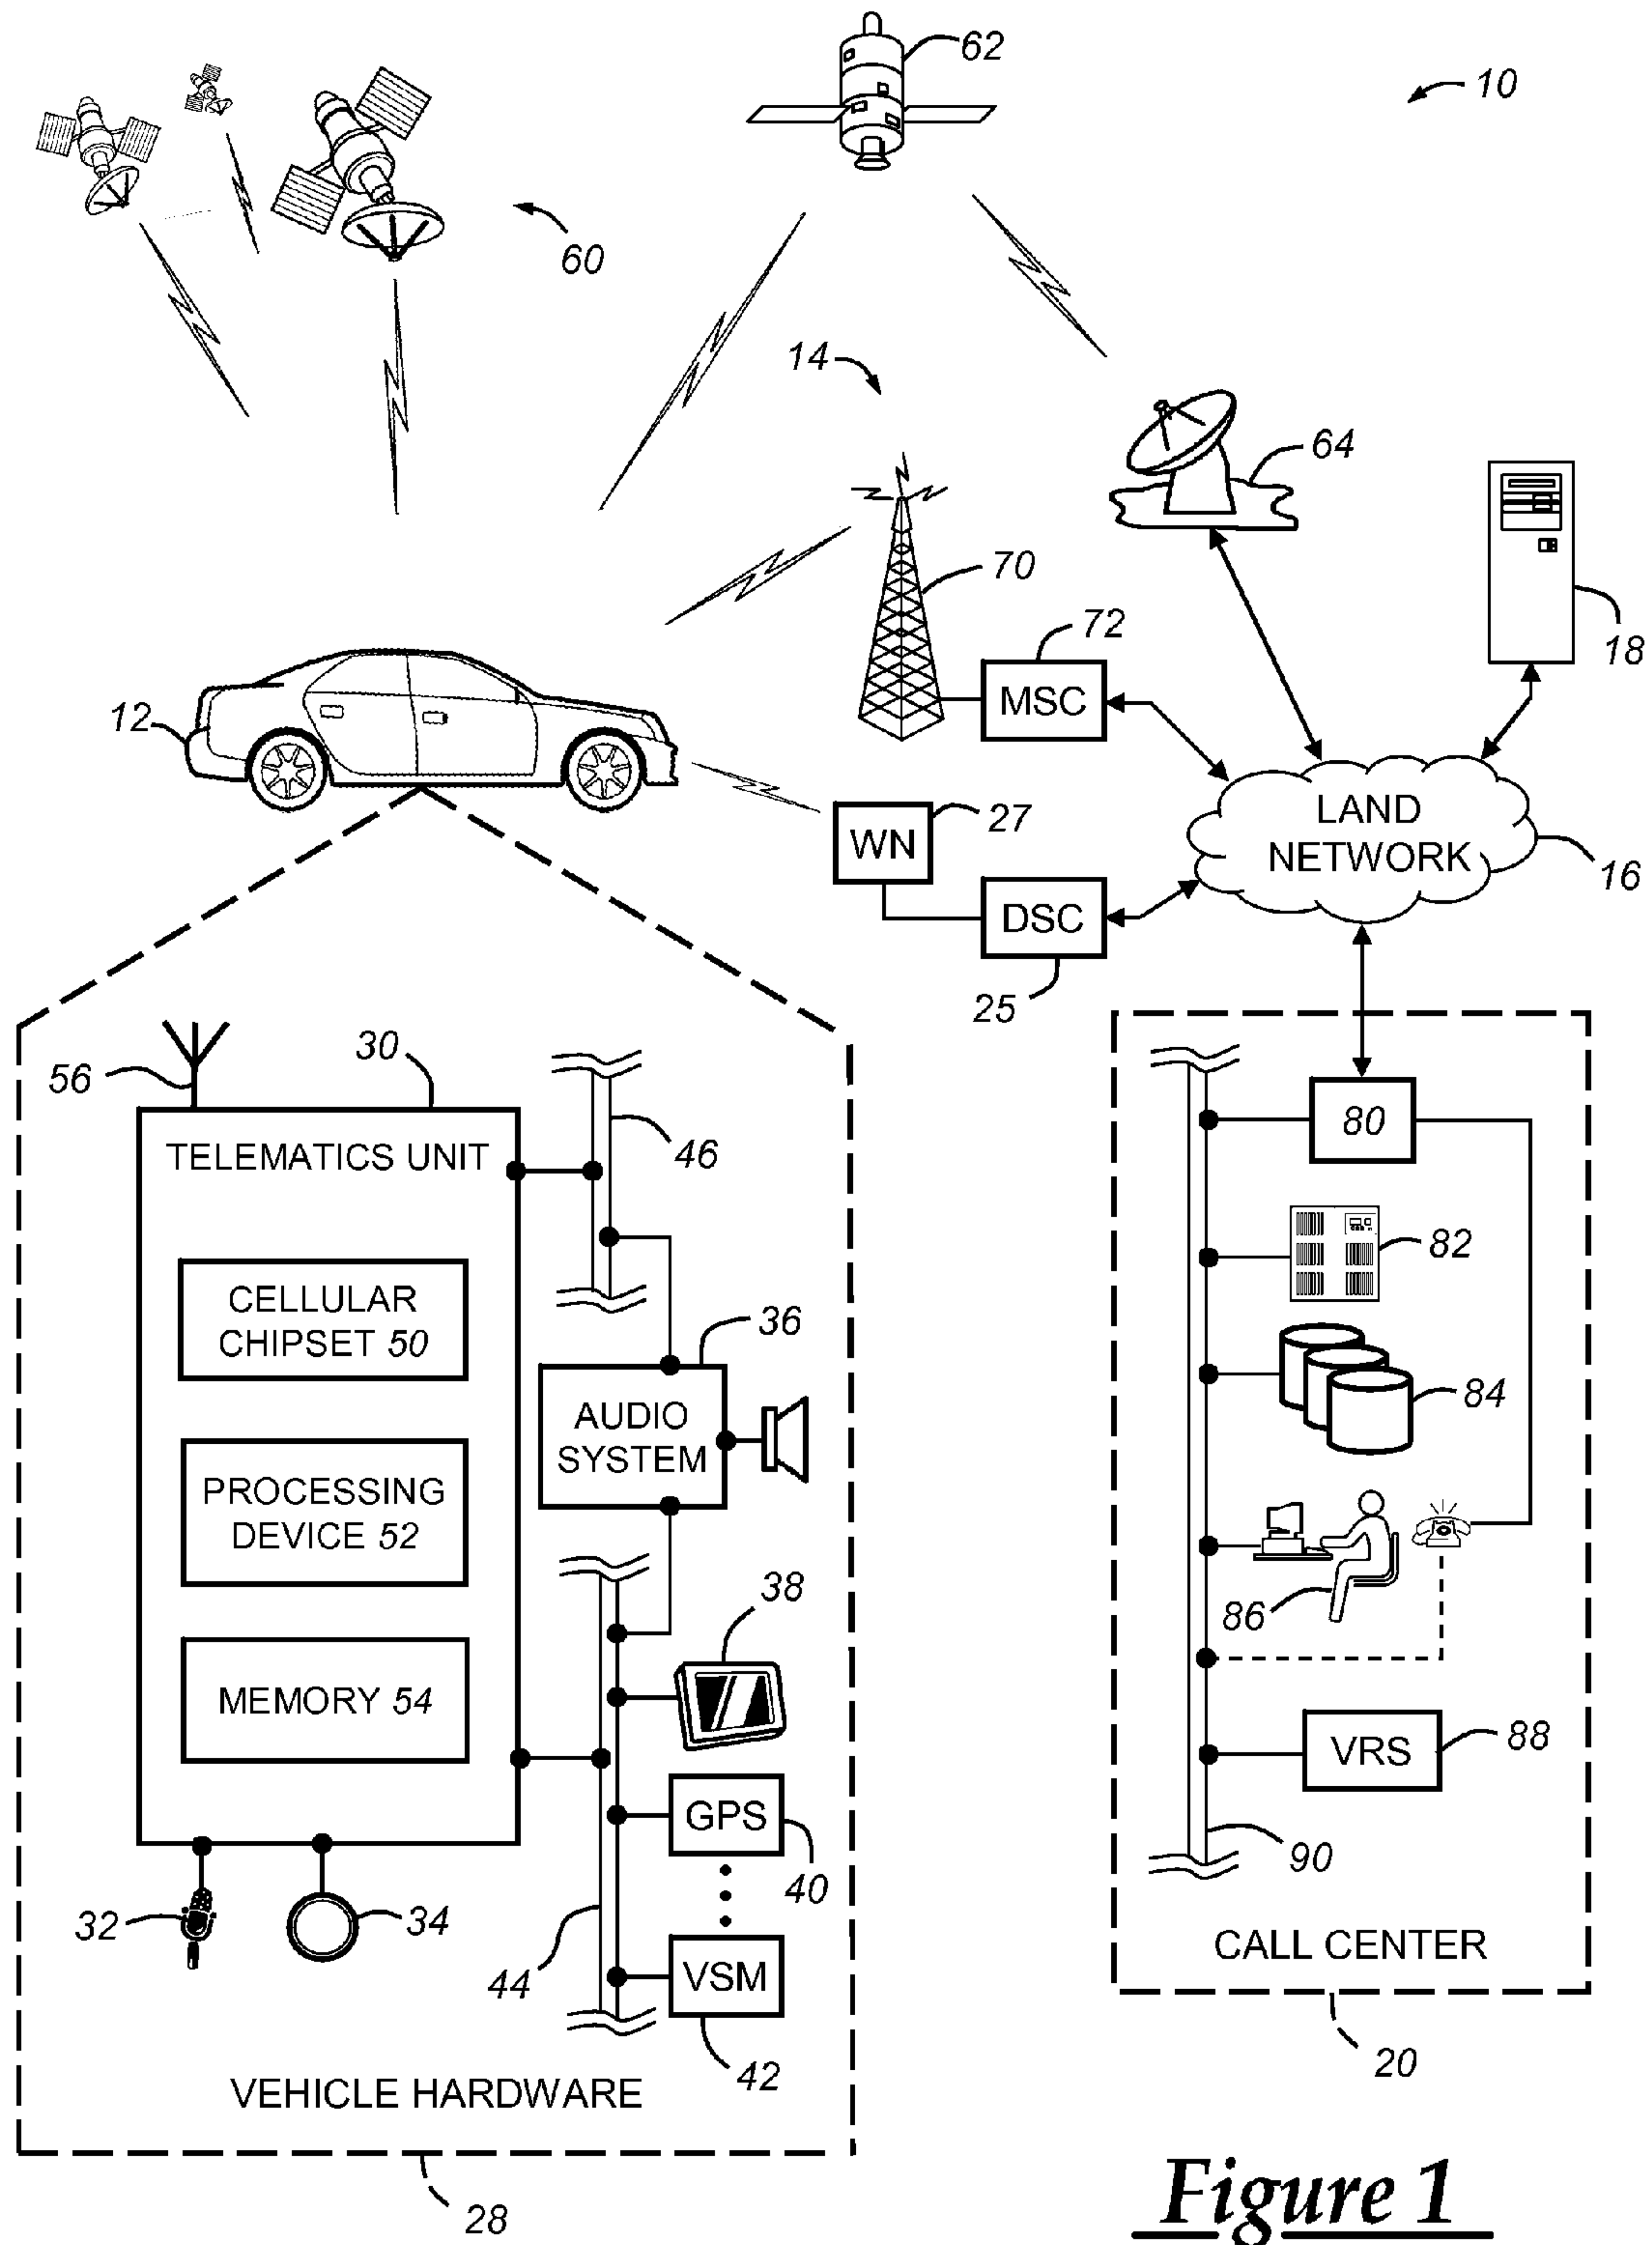 62
10
60
14
64
70
18
72
MSC
12
LAND
NETWORK
27
WN
16
DSC
25
30
56
TELEMATICS UNIT
46
CELLULAR
CHIPSET 50
36
AUDIO
SYSTEM
PROCESSING
DEVICE 52
38
MEMORY 54
GPS
40
32
34
44
VSM
42
VEHICLE HARDWARE
28
80
82
84
86
VRS
88
90
CALL CENTER
20
Figure 1